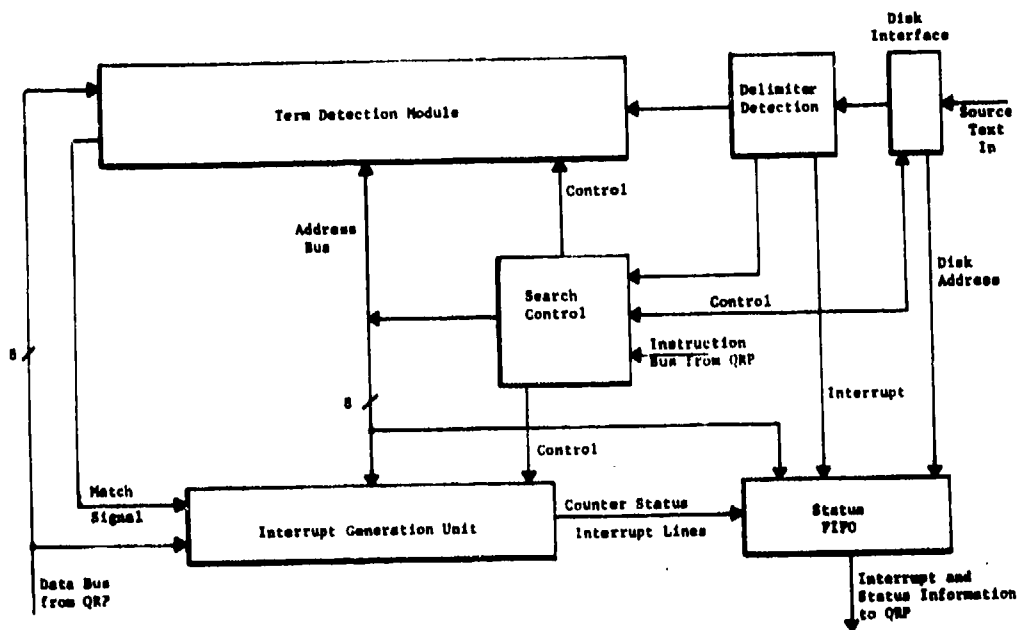 Disk
Interface
Term Detection Module
Delimiter
Detection
Source
Text
In
Control
Address
Bus
Disk
Address
Search
Control
Control
Instruction
Bus from QRP
8
8
Interrupt
Control
Match
Signal
Counter Status
Interrupt Generation Unit
Interrupt Lines
Status
FIFO
Data Bus
from QRP
Interrupt and
Status Information
to QRP